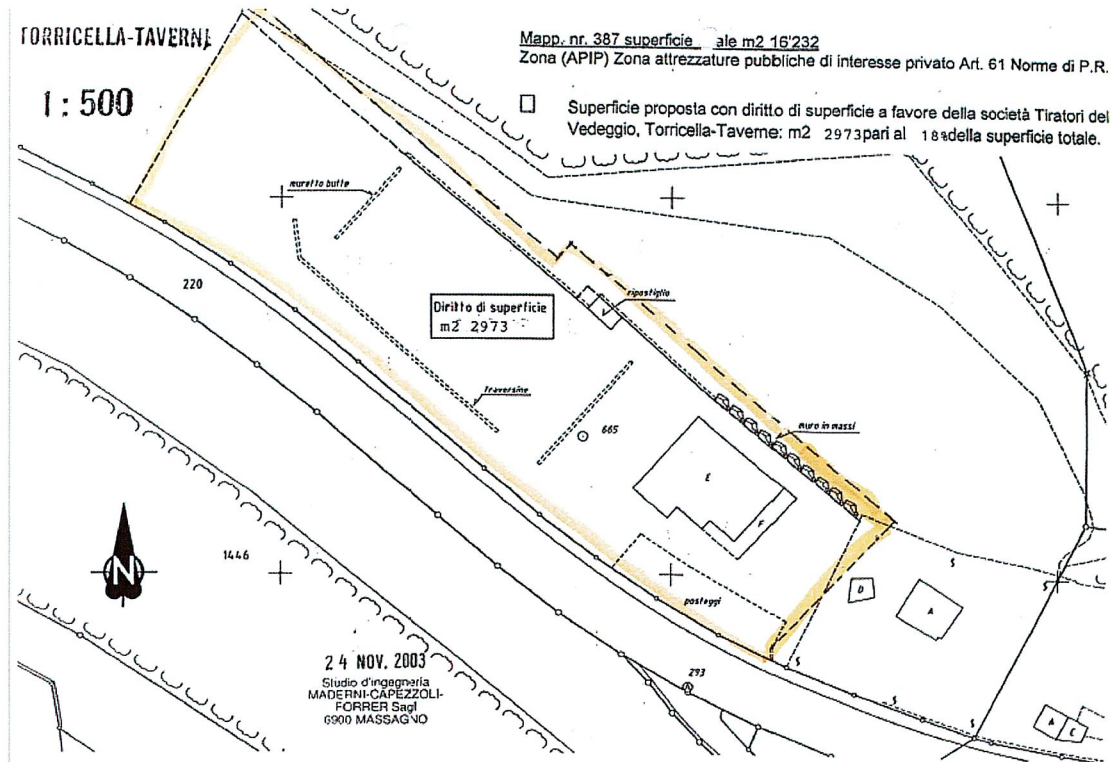 TORRICELLA-TAVERNE
1 : 500
Mapp. nr. 387 superficie ale m2 16'232
Zona (APIP) Zona attrezzature pubbliche di interesse privato Art. 61 Norme di P.R.
Superficie proposta con diritto di superficie a favore della società Tiratori del
Vedeggio, Torricella-Taverne: m2 2973pari al 18%della superficie totale.
muretto butte
220
ripostiglio
Diritto di superficie
m2 2973
traversine
665
muro in massi
E
F
N
1446
posteggi
D
A
S
S
S
S
S
S
293
A
C
24 NOV. 2003
Studio d'ingegneria
MADERNI-CAPEZZOLI-
FORRER Sagl
6900 MASSAGNO